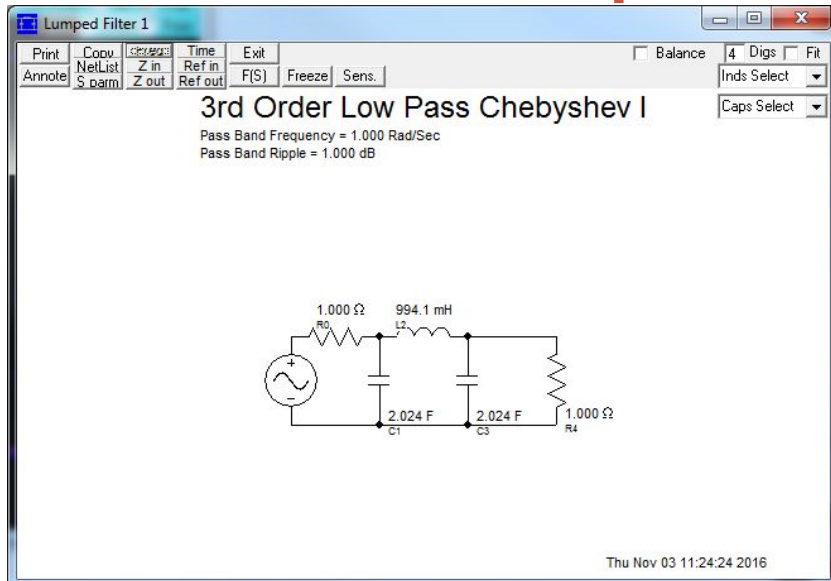 Lumped Filter 1
Print Copy Time Exit Balance 4 Digs Fit
NetList Z in Ref in
Annote S parm Z out Ref out F(S) Freeze Sens. Inds Select
Caps Select
3rd Order Low Pass Chebyshev I
Pass Band Frequency = 1.000 Rad/Sec
Pass Band Ripple = 1.000 dB
1.000 Ω 994.1 mH
R0 L2
+
−
2.024 F 2.024 F 1.000 Ω
C1 C3 R4
Thu Nov 03 11:24:24 2016